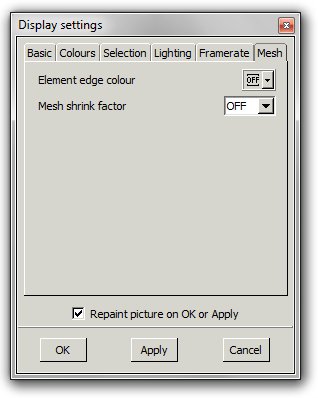 Display settings
Basic Colours Selection Lighting Framerate Mesh
Element edge colour OFF
Mesh shrink factor OFF
Repaint picture on OK or Apply
OK Apply Cancel